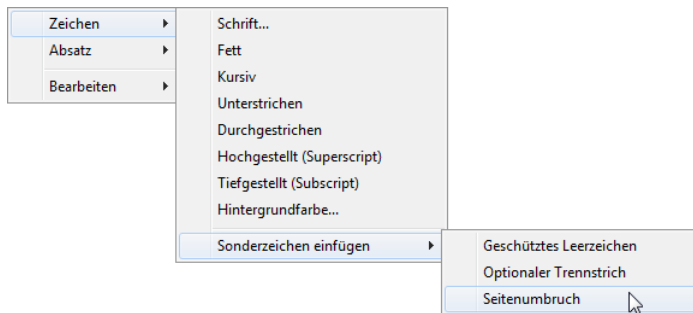 Zeichen
Absatz
Bearbeiten
Schrift...
Fett
Kursiv
Unterstrichen
Durchgestrichen
Hochgestellt (Superscript)
Tiefgestellt (Subscript)
Hintergrundfarbe...
Sonderzeichen einfügen
Geschütztes Leerzeichen
Optionaler Trennstrich
Seitenumbruch